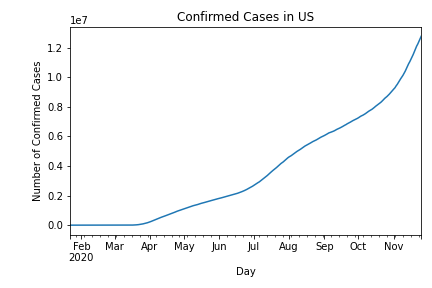 Confirmed Cases in US
1e7
1.2
1.0
0.8
0.6
0.4
0.2
0.0
Number of Confirmed Cases
Feb Mar Apr May Jun Jul Aug Sep Oct Nov
2020
Day